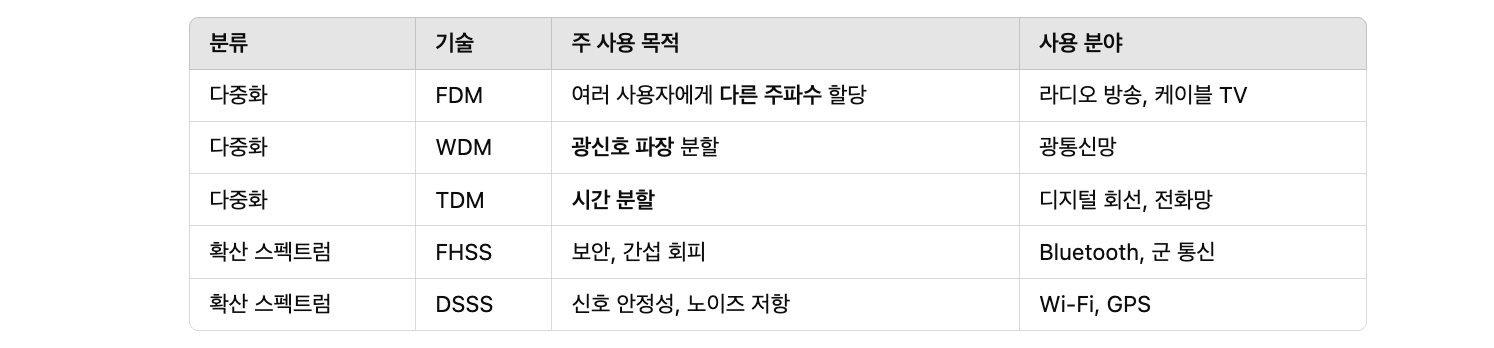 분류 기술 주 사용 목적 사용 분야
다중화 FDM 여러 사용자에게 다른 주파수 할당 라디오 방송, 케이블 TV
다중화 WDM 광신호 파장 분할 광통신망
다중화 TDM 시간 분할 디지털 회선, 전화망
확산 스펙트럼 FHSS 보안, 간섭 회피 Bluetooth, 군 통신
확산 스펙트럼 DSSS 신호 안정성, 노이즈 저항 Wi-Fi, GPS